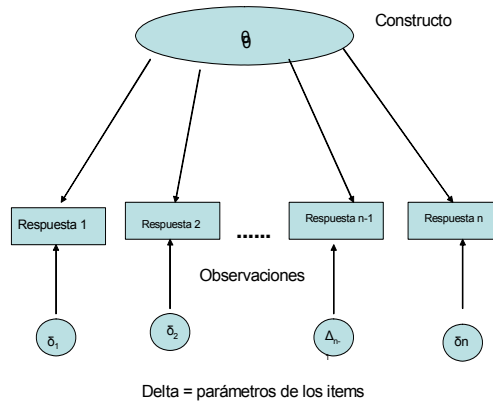 Constructo
θ
Respuesta 1
Respuesta 2
......
Respuesta n-1
Respuesta n
Observaciones
δ1
δ2
Δn-
δn
Delta = parámetros de los items